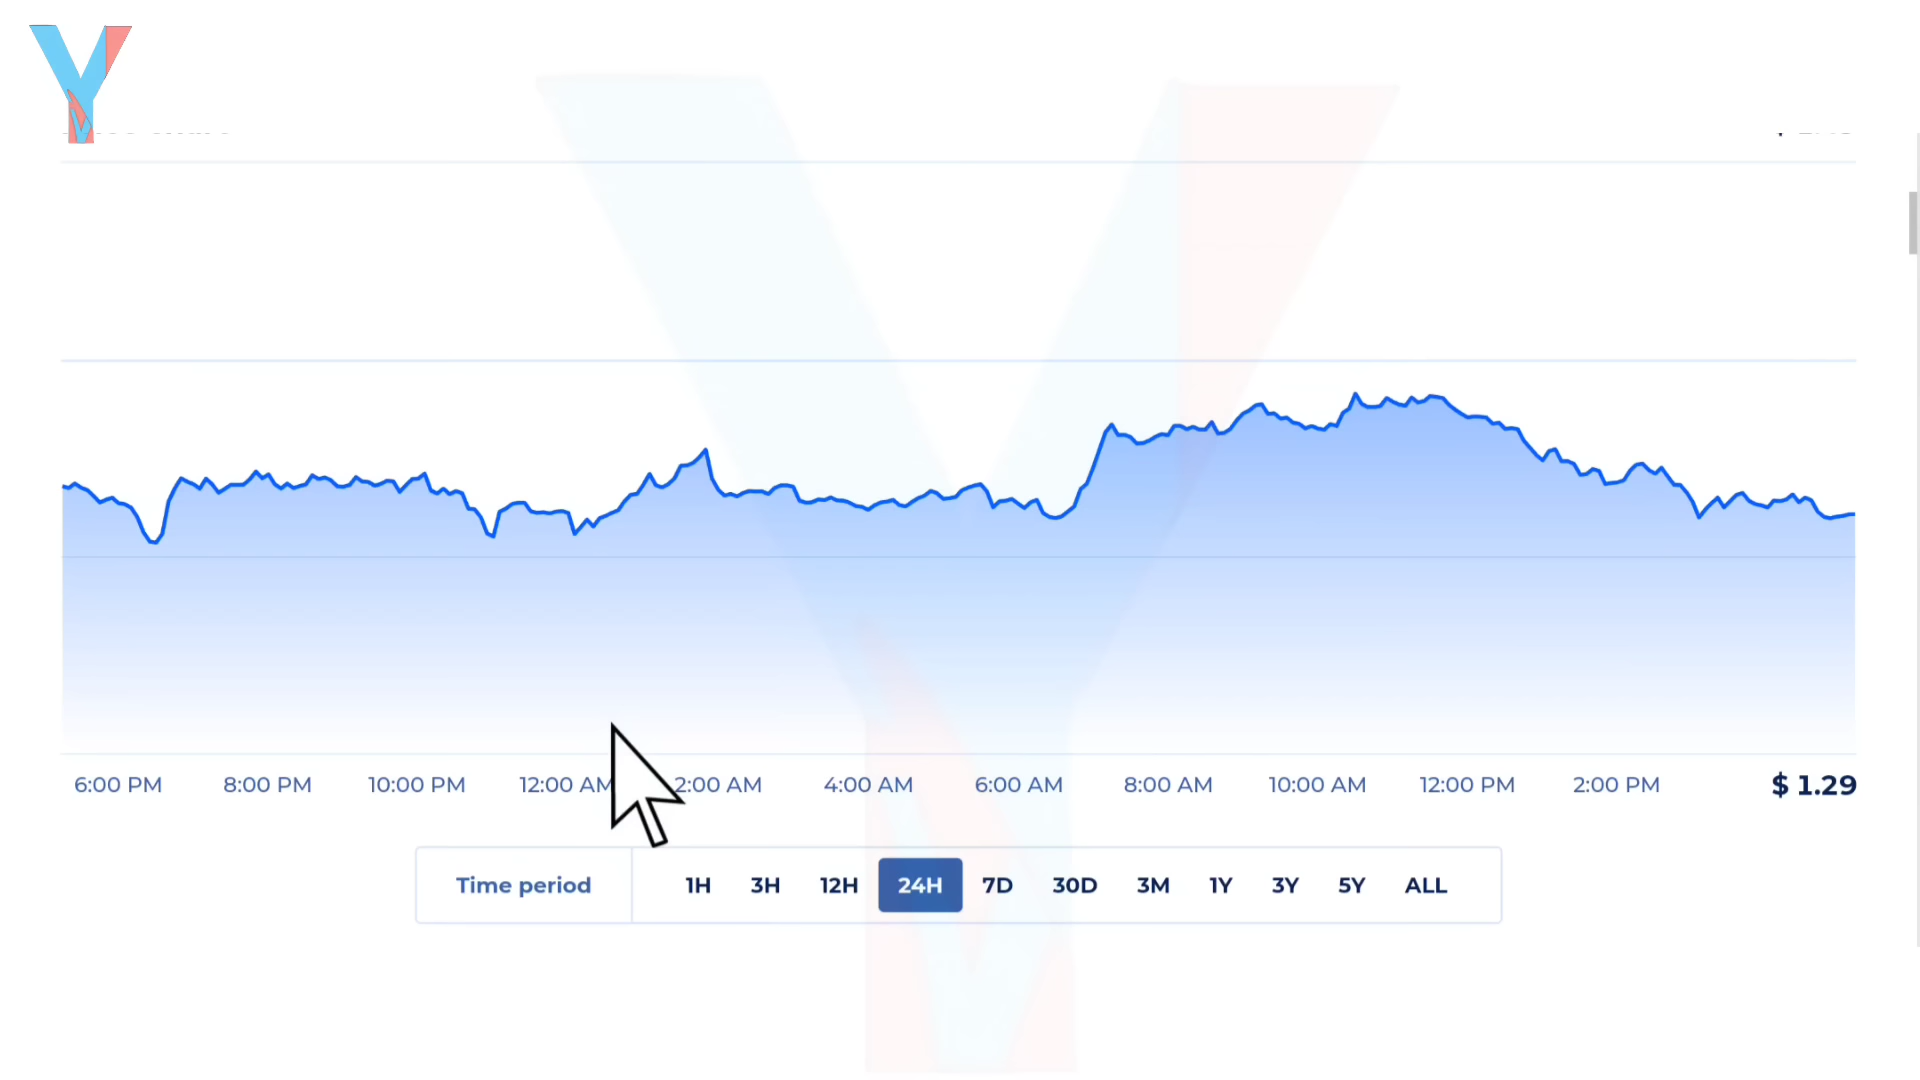 6:00 PM 8:00 PM 10:00 PM 12:00 AM 2:00 AM 4:00 AM 6:00 AM 8:00 AM 10:00 AM 12:00 PM 2:00 PM $ 1.29
Time period 1H 3H 12H 24H 7D 30D 3M 1Y 3Y 5Y ALL